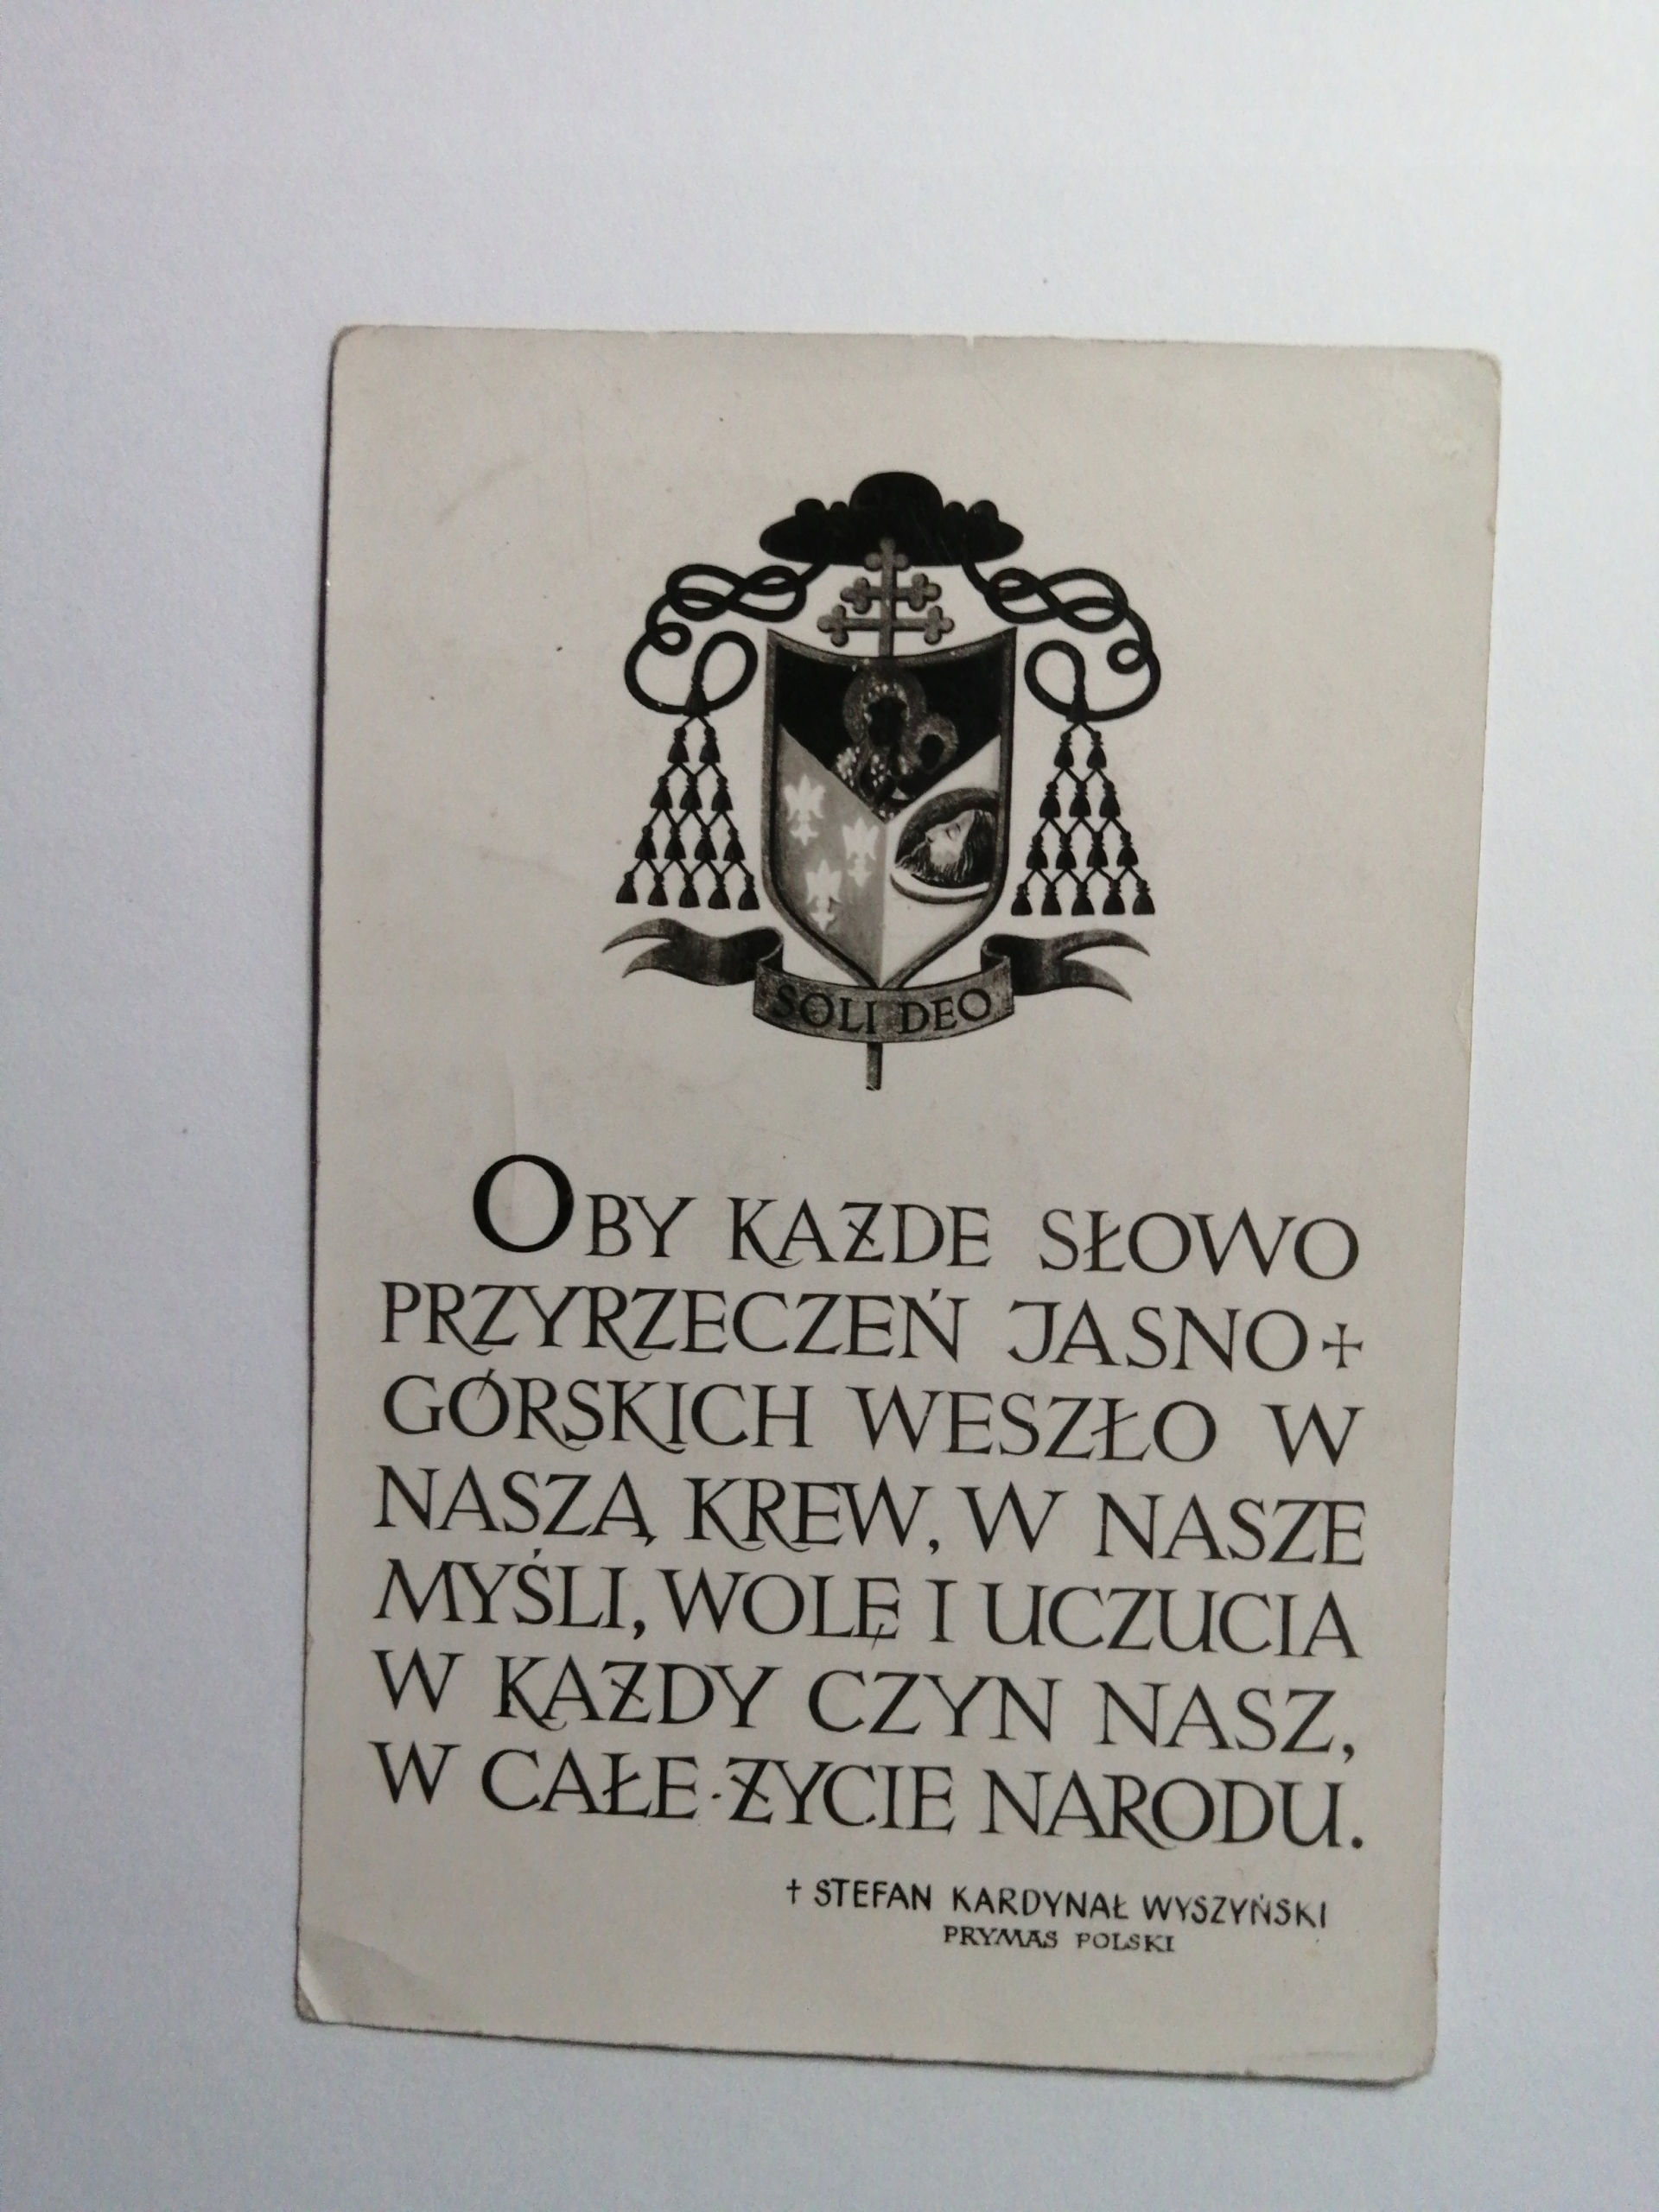 SOLI DEO
OBY KAŻDE SŁOWO
PRZYRZECZEŃ JASNO+
GÓRSKICH WESZŁO W
NASZĄ KREW, W NASZE
MYŚLI, WOLĘ I UCZUCIA
W KAŻDY CZYN NASZ,
W CAŁE ŻYCIE NARODU.
† STEFAN KARDYNAŁ WYSZYŃSKI
PRYMAS POLSKI